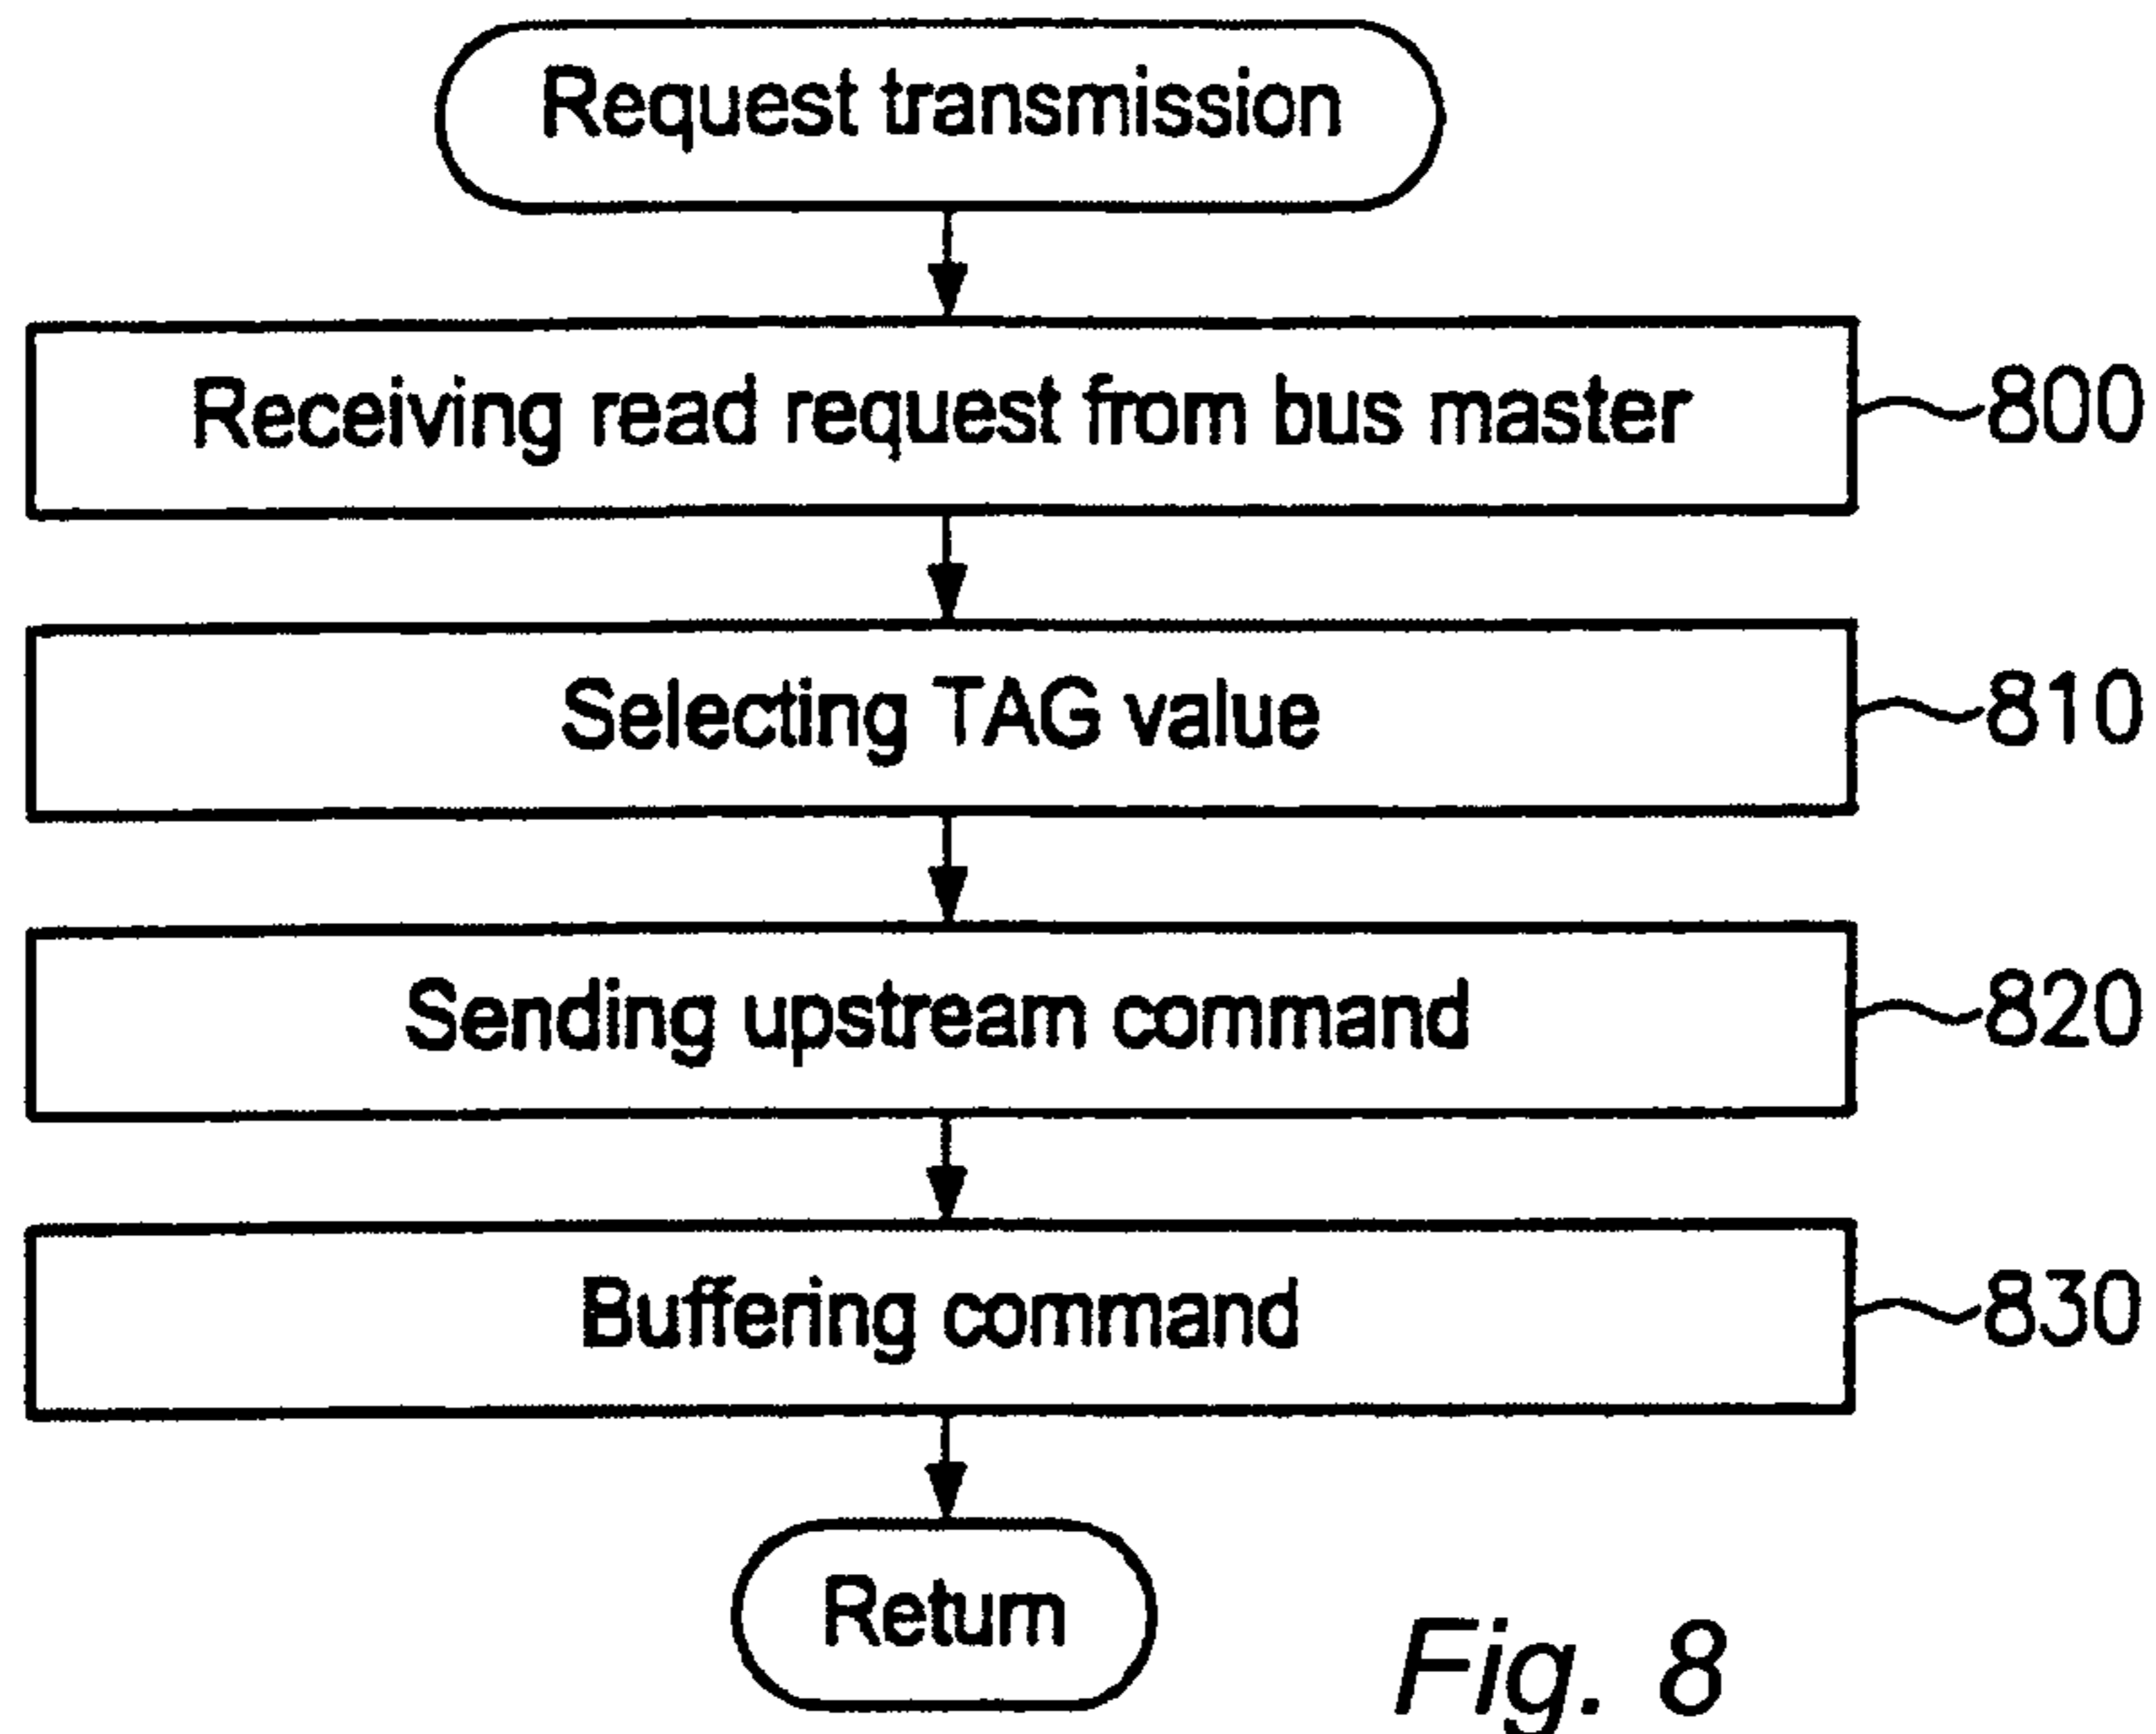 Request transmission
Receiving read request from bus master
800
Selecting TAG value
810
Sending upstream command
820
Buffering command
830
Return
Fig. 8